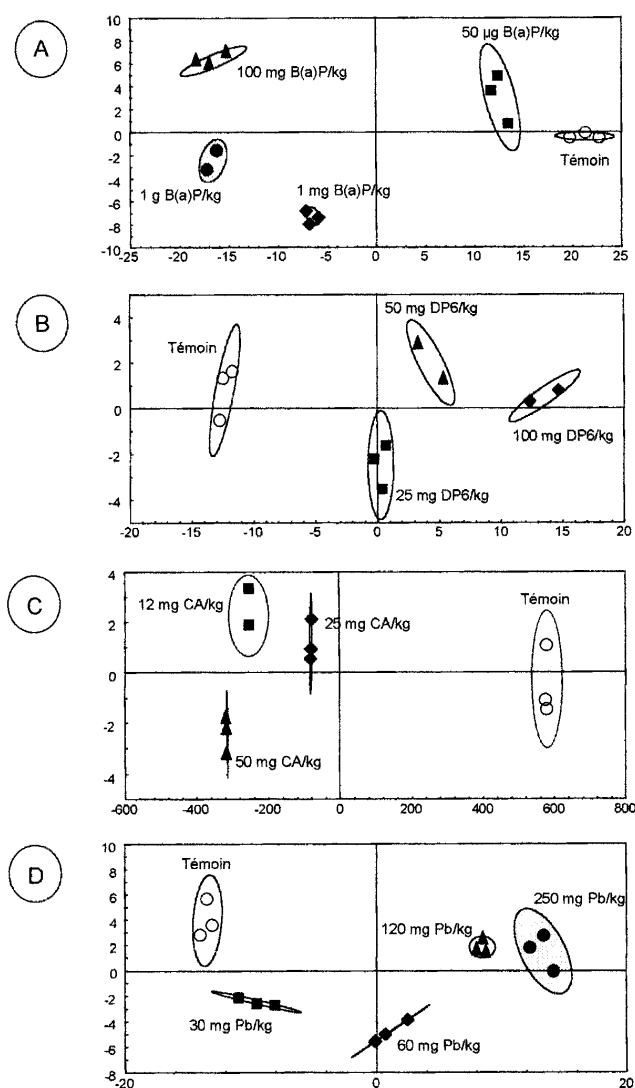 A
50 µg B(a)P/kg
100 mg B(a)P/kg
Témoin
1 g B(a)P/kg
1 mg B(a)P/kg
10
8
6
4
2
0
-2
-4
-6
-8
-10
-25 -20 -15 -10 -5 0 5 10 15 20 25
B
50 mg DP6/kg
Témoin
100 mg DP6/kg
25 mg DP6/kg
4
2
0
-2
-4
-20 -15 -10 -5 0 5 10 15 20
C
12 mg CA/kg
25 mg CA/kg
Témoin
50 mg CA/kg
4
2
0
-2
-4
-600 -400 -200 0 200 400 600 800
D
Témoin
250 mg Pb/kg
120 mg Pb/kg
30 mg Pb/kg
60 mg Pb/kg
10
8
6
4
2
0
-2
-4
-6
-8
-20 0 20